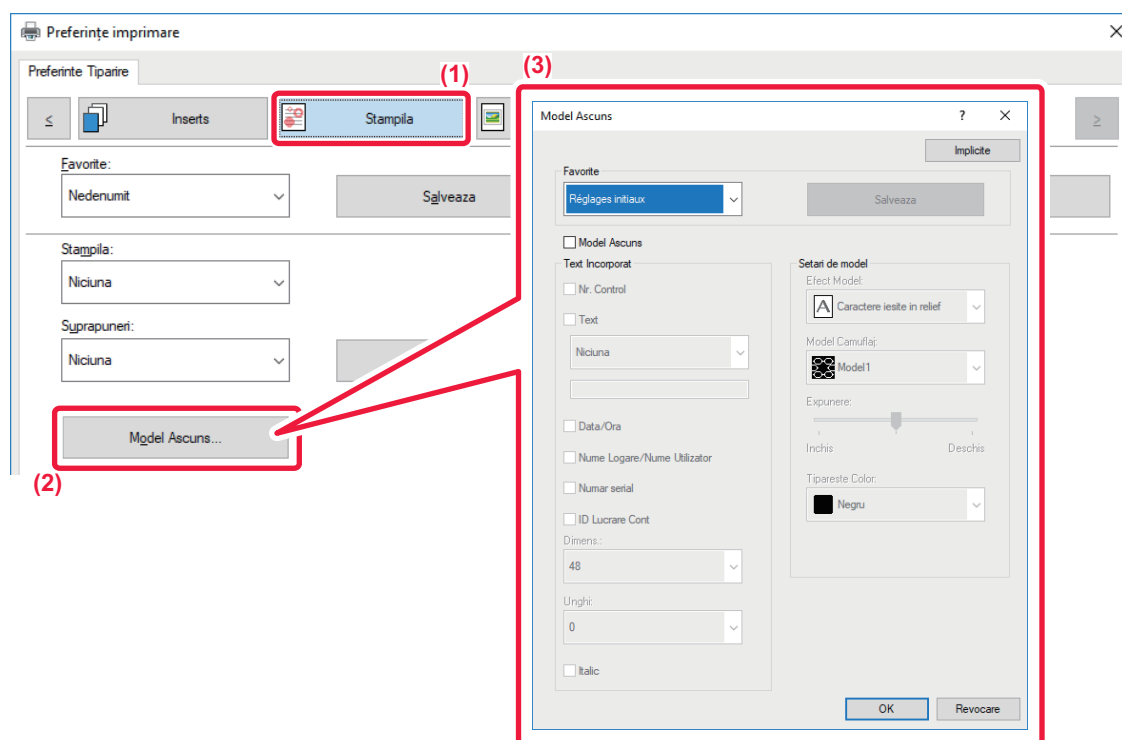 Preferințe imprimare
Preferinte Tiparire
(1)
(3)
<
Inserts
Stampila
>
Favorite:
Nedenumit
Salveaza
Stampila:
Niciuna
Suprapuneri:
Niciuna
Model Ascuns...
(2)
Model Ascuns
?
Implicite
Favorite
Réglages initiaux
Salveaza
Model Ascuns
Text Incorporat
Nr. Control
Text
Niciuna
Data/Ora
Nume Logare/Nume Utilizator
Numar serial
ID Lucrare Cont
Dimens.:
48
Unghi:
0
Italic
Setari de model
Efect Model:
A Caractere iesite in relief
Model Camuflaj:
Model1
Expunere:
Inchis Deschis
Tipareste Color:
Negru
OK Revocare